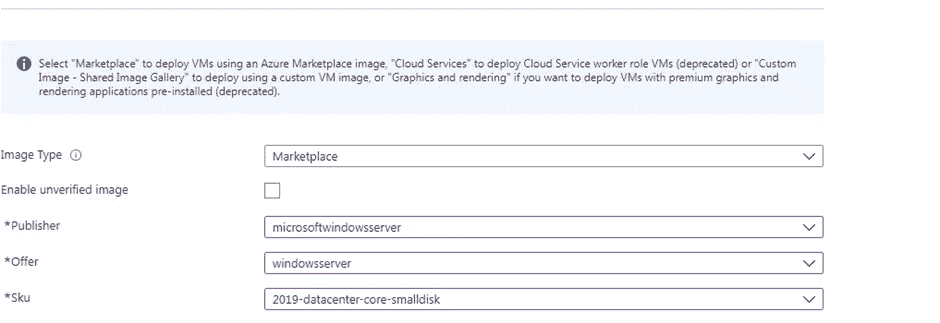 Select "Marketplace" to deploy VMs using an Azure Marketplace image, "Cloud Services" to deploy Cloud Service worker role VMs (deprecated) or "Custom
Image - Shared Image Gallery" to deploy using a custom VM image, or "Graphics and rendering" if you want to deploy VMs with premium graphics and
rendering applications pre-installed (deprecated).
Image Type Marketplace
Enable unverified image
*Publisher microsoftwindowsserver
*Offer windowsserver
*Sku 2019-datacenter-core-smalldisk